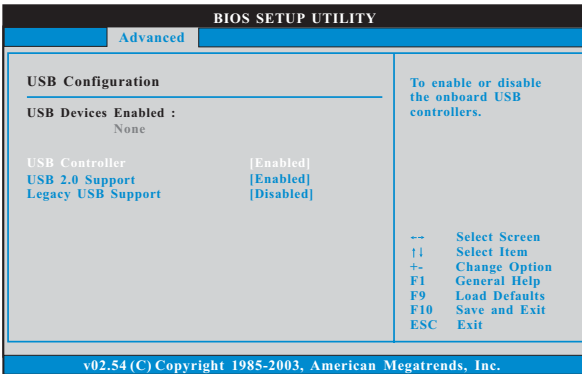 BIOS SETUP UTILITY
Advanced
USB Configuration
USB Devices Enabled :
None
USB Controller [Enabled]
USB 2.0 Support [Enabled]
Legacy USB Support [Disabled]
To enable or disable
the onboard USB
controllers.
←→ Select Screen
↑↓ Select Item
+- Change Option
F1 General Help
F9 Load Defaults
F10 Save and Exit
ESC Exit
v02.54 (C) Copyright 1985-2003, American Megatrends, Inc.